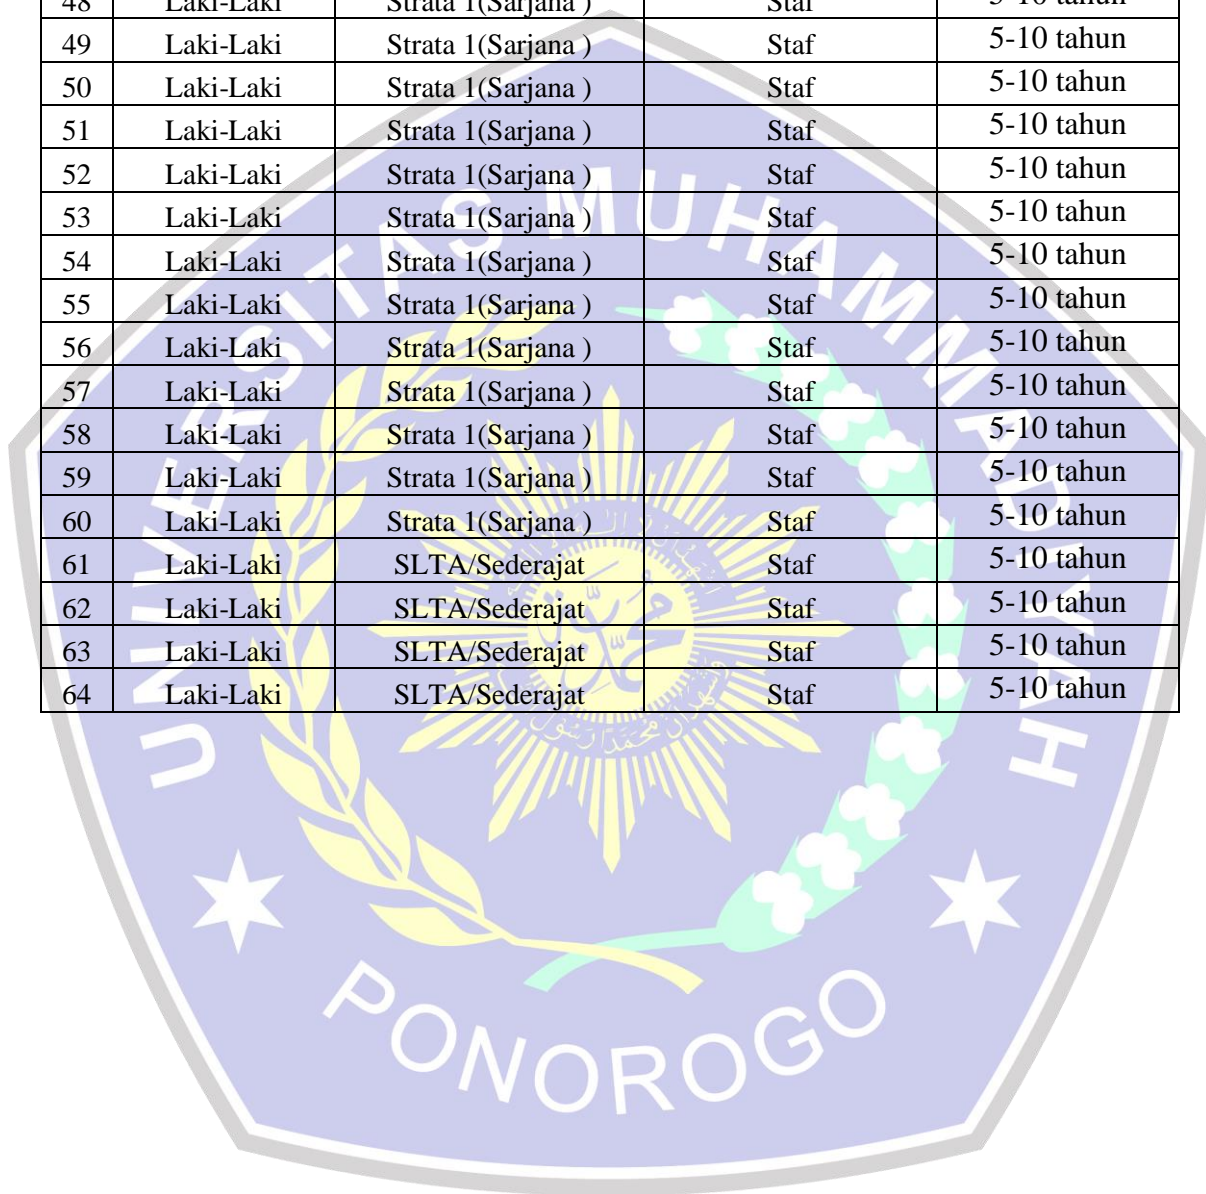 48 Laki-Laki Strata 1(Sarjana ) Staf 5-10 tahun
49 Laki-Laki Strata 1(Sarjana ) Staf 5-10 tahun
50 Laki-Laki Strata 1(Sarjana ) Staf 5-10 tahun
51 Laki-Laki Strata 1(Sarjana ) Staf 5-10 tahun
52 Laki-Laki Strata 1(Sarjana ) Staf 5-10 tahun
53 Laki-Laki Strata 1(Sarjana ) Staf 5-10 tahun
54 Laki-Laki Strata 1(Sarjana ) Staf 5-10 tahun
55 Laki-Laki Strata 1(Sarjana ) Staf 5-10 tahun
56 Laki-Laki Strata 1(Sarjana ) Staf 5-10 tahun
57 Laki-Laki Strata 1(Sarjana ) Staf 5-10 tahun
58 Laki-Laki Strata 1(Sarjana ) Staf 5-10 tahun
59 Laki-Laki Strata 1(Sarjana ) Staf 5-10 tahun
60 Laki-Laki Strata 1(Sarjana ) Staf 5-10 tahun
61 Laki-Laki SLTA/Sederajat Staf 5-10 tahun
62 Laki-Laki SLTA/Sederajat Staf 5-10 tahun
63 Laki-Laki SLTA/Sederajat Staf 5-10 tahun
64 Laki-Laki SLTA/Sederajat Staf 5-10 tahun
UNIVERSITAS MUHAMMADIYAH
PONOROGO